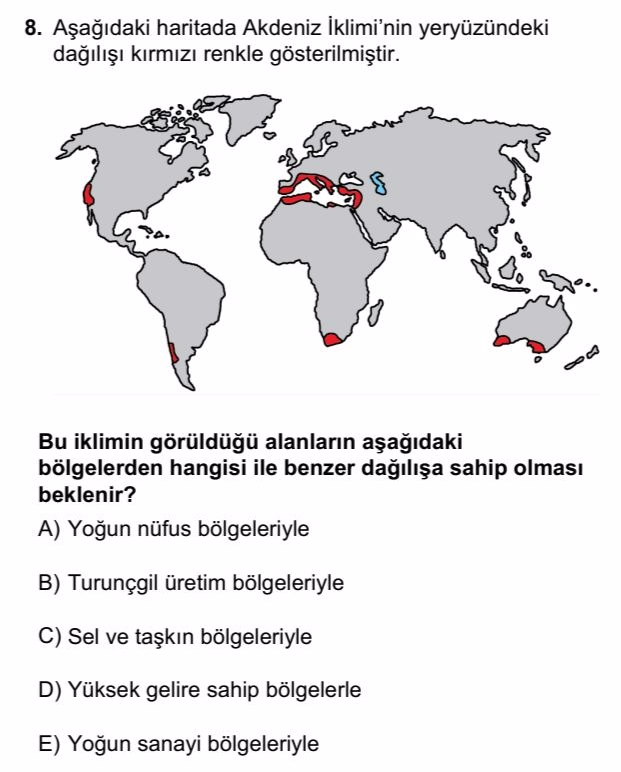 8. Aşağıdaki haritada Akdeniz İklimi'nin yeryüzündeki
dağılışı kırmızı renkle gösterilmiştir.
Bu iklimin görüldüğü alanların aşağıdaki
bölgelerden hangisi ile benzer dağılışa sahip olması
beklenir?
A) Yoğun nüfus bölgeleriyle
B) Turunçgil üretim bölgeleriyle
C) Sel ve taşkın bölgeleriyle
D) Yüksek gelire sahip bölgelerle
E) Yoğun sanayi bölgeleriyle